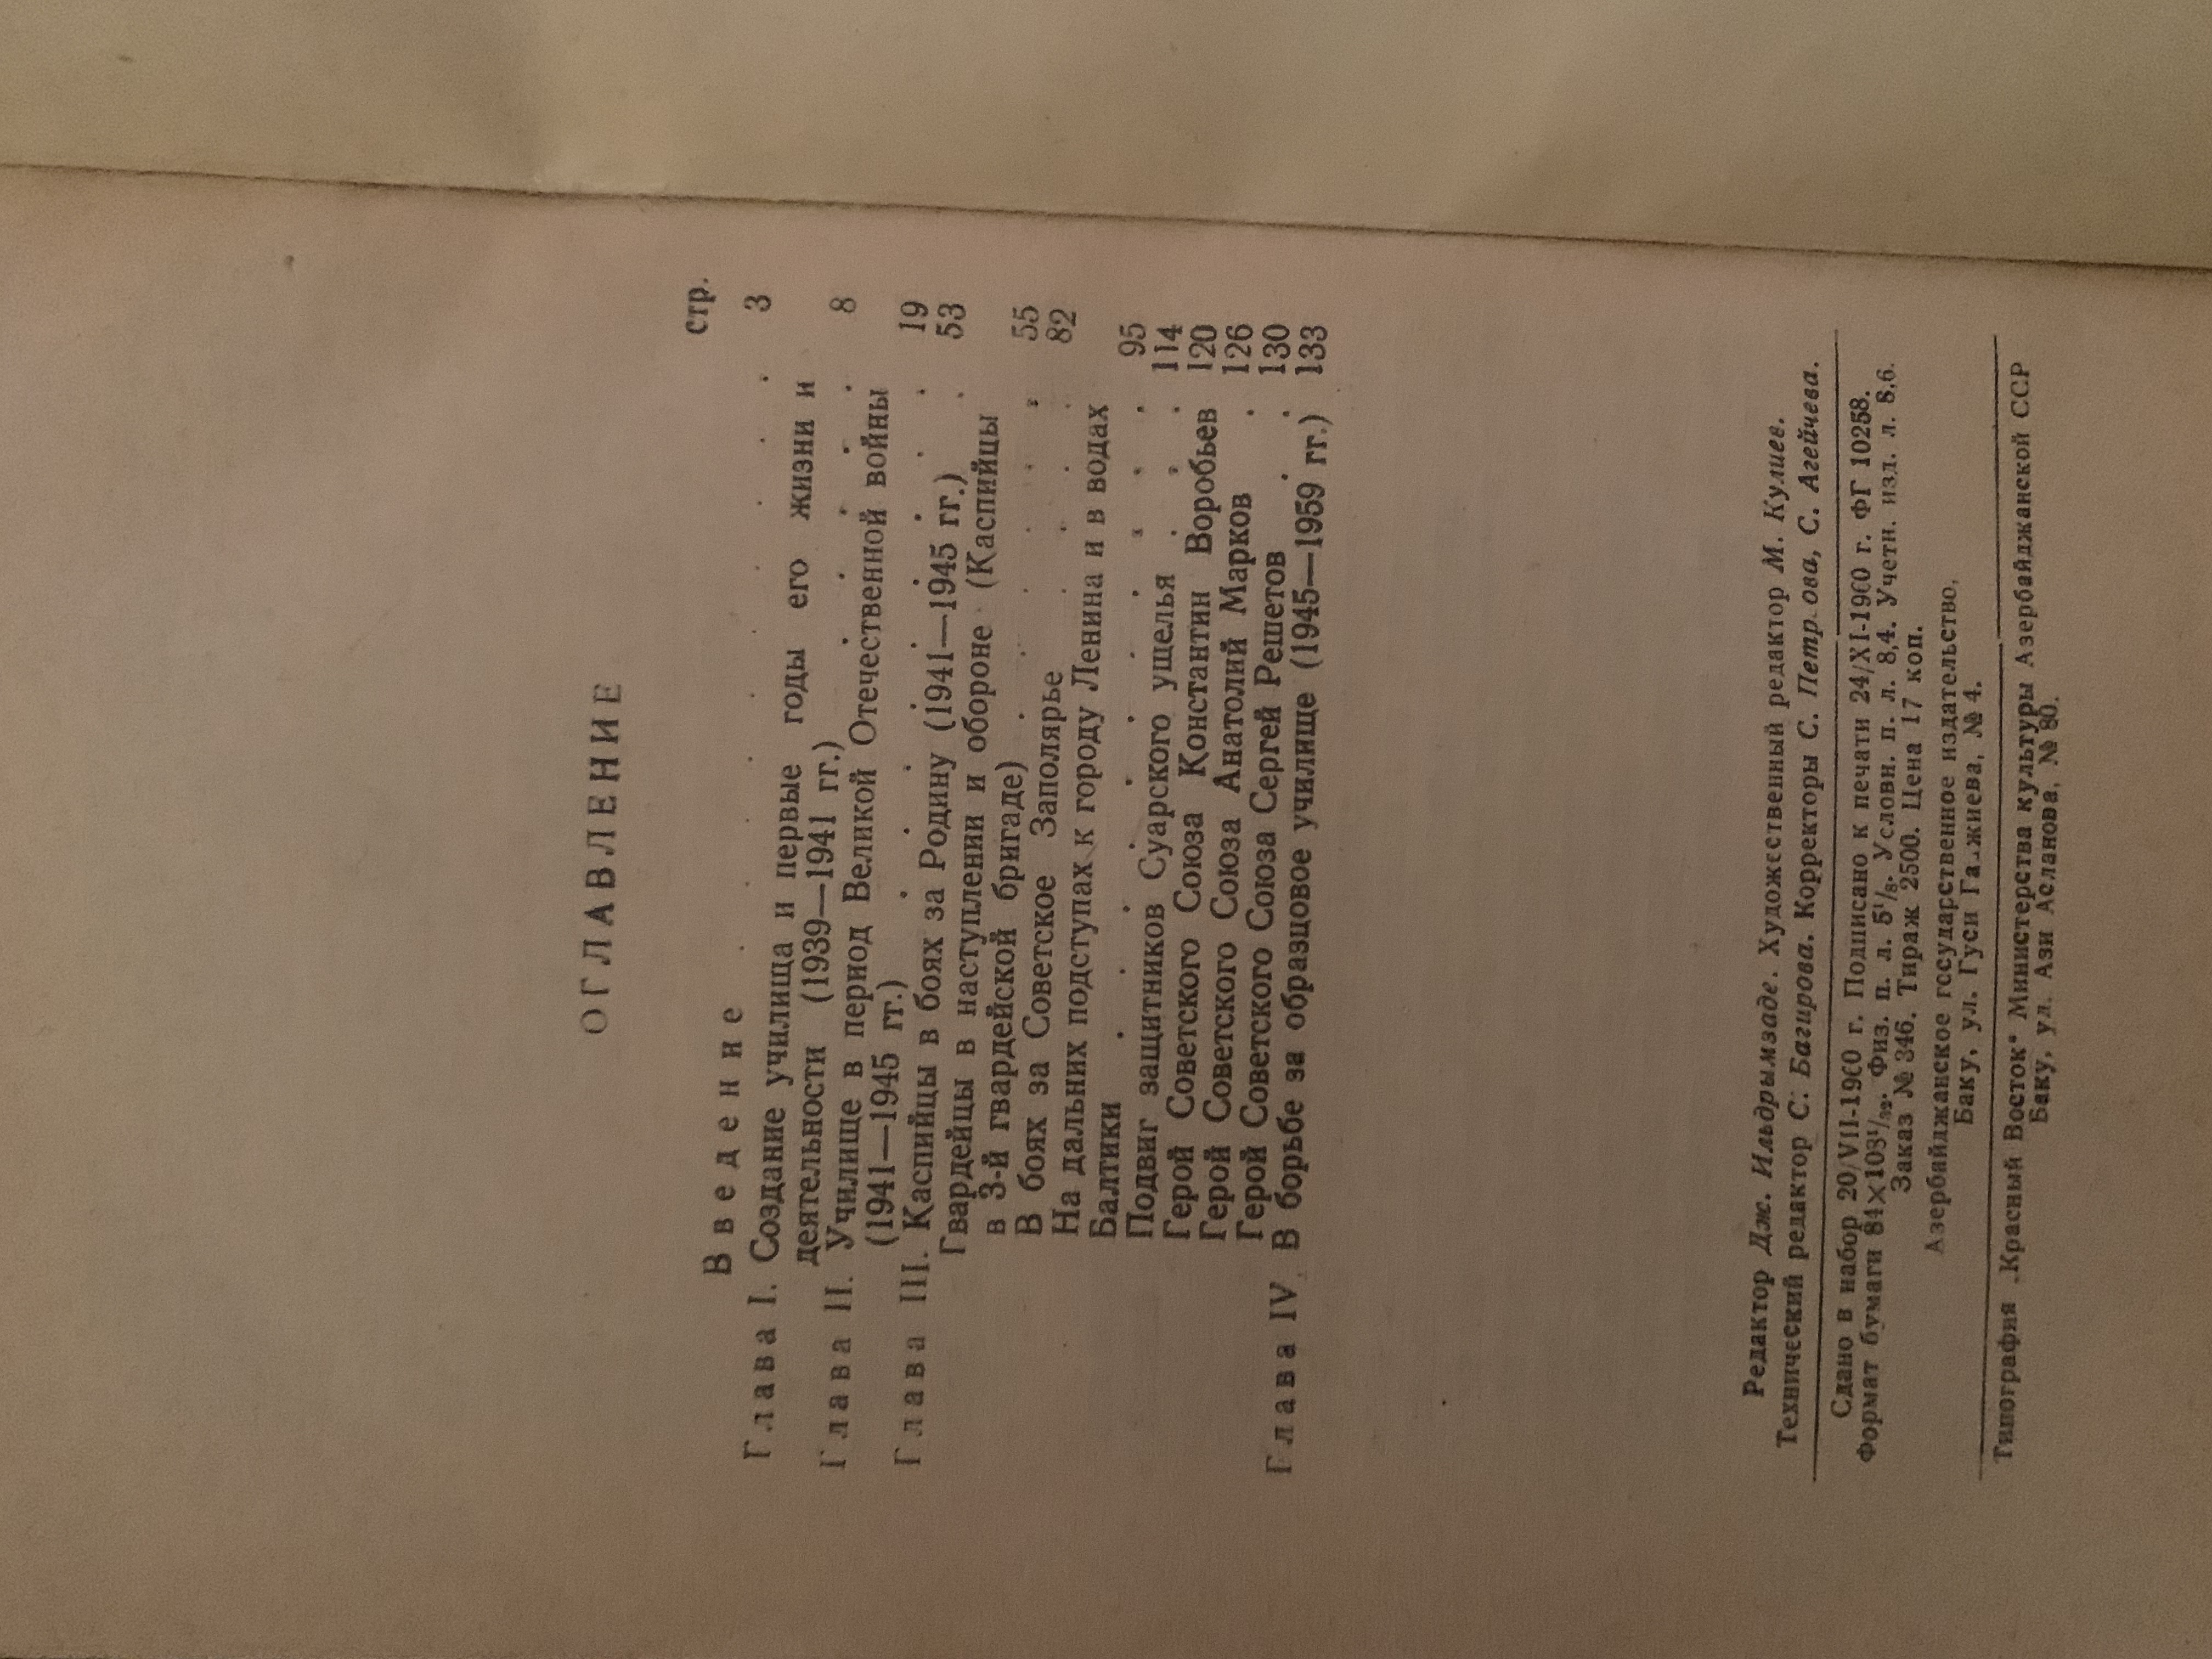 ОГЛАВЛЕНИЕ
стр.
Введение . . . . . . . 3
Глава I. Создание училища и первые годы его жизни и
деятельности (1939—1941 гг.) . . . . . 8
Глава II. Училище в период Великой Отечественной войны
(1941—1945 гг.) . . . . . . . . 19
Глава III. Каспийцы в боях за Родину (1941—1945 гг.) . 53
Гвардейцы в наступлении и обороне (Каспийцы
в 3-й гвардейской бригаде) . . . . . . 55
В боях за Советское Заполярье . . . . 82
На дальних подступах к городу Ленина и в водах
Балтики . . . . . . . . . . 95
Подвиг защитников Суарского ущелья . . . 114
Герой Советского Союза Константин Воробьев 120
Герой Советского Союза Анатолий Марков . 126
Герой Советского Союза Сергей Решетов . . 130
Глава IV. В борьбе за образцовое училище (1945—1959 гг.) 133
Редактор Дж. Ильдрымзаде. Художественный редактор М. Кулиев.
Технический редактор С. Багирова. Корректоры С. Петрова, С. Агейчева.
Сдано в набор 20/VII-1960 г. Подписано к печати 24/XI-1960 г. ФГ 10258.
Формат бумаги 84×108¹/₃₂. Физ. п. л. 5¹/₈. Условн. п. л. 8,4. Учетн. изд. л. 8,6.
Заказ № 346. Тираж 2500. Цена 17 коп.
Азербайджанское государственное издательство,
Баку, ул. Гуси Гаджиева, № 4.
Типография „Красный Восток" Министерства культуры Азербайджанской ССР
Баку, ул. Ази Асланова, № 80.